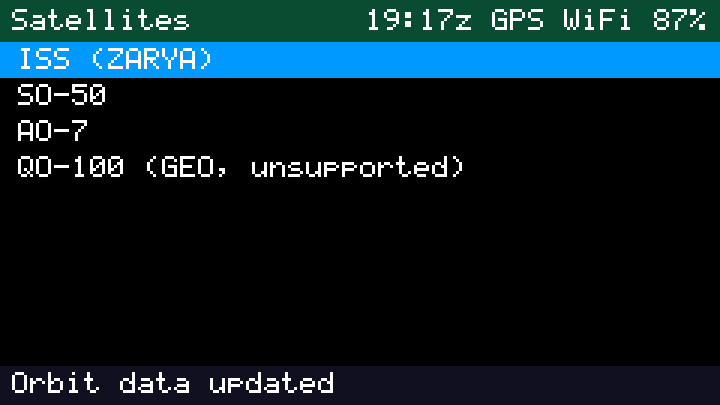 Satellites 19:17z GPS WiFi 87%
ISS (ZARYA)
SO-50
AO-7
QO-100 (GEO, unsupported)
Orbit data updated